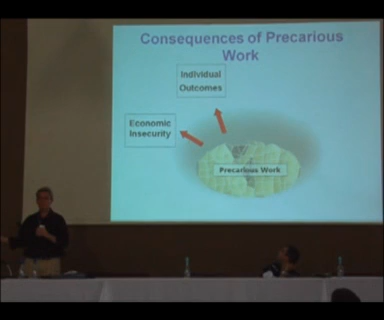 Consequences of Precarious
Work
Individual
Outcomes
Economic
Insecurity
Precarious Work